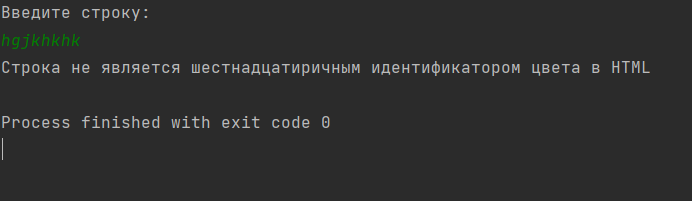 Введите строку:
hgjkhkhk
Строка не является шестнадцатиричным идентификатором цвета в HTML
Process finished with exit code 0